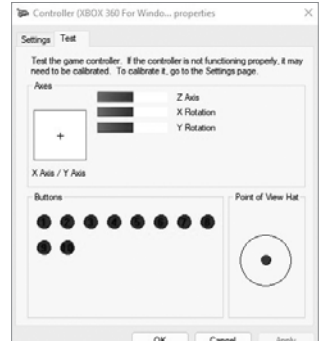 Controller (XBOX 360 For Windo... properties
Settings Test
Test the game controller. If the controller is not functioning properly, it may
need to be calibrated. To calibrate it, go to the Settings page.
Axes
Z Axis
X Rotation
Y Rotation
X Axis / Y Axis
Buttons
Point of View Hat
OK Cancel Apply